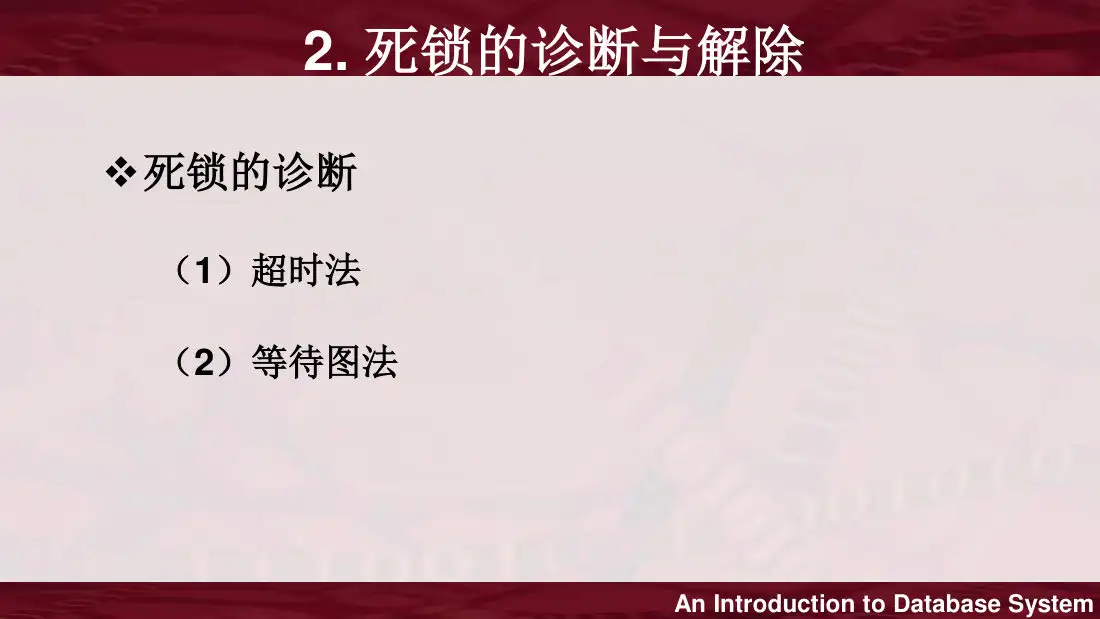 2. 死锁的诊断与解除
❖死锁的诊断
（1）超时法
（2）等待图法
An Introduction to Database System